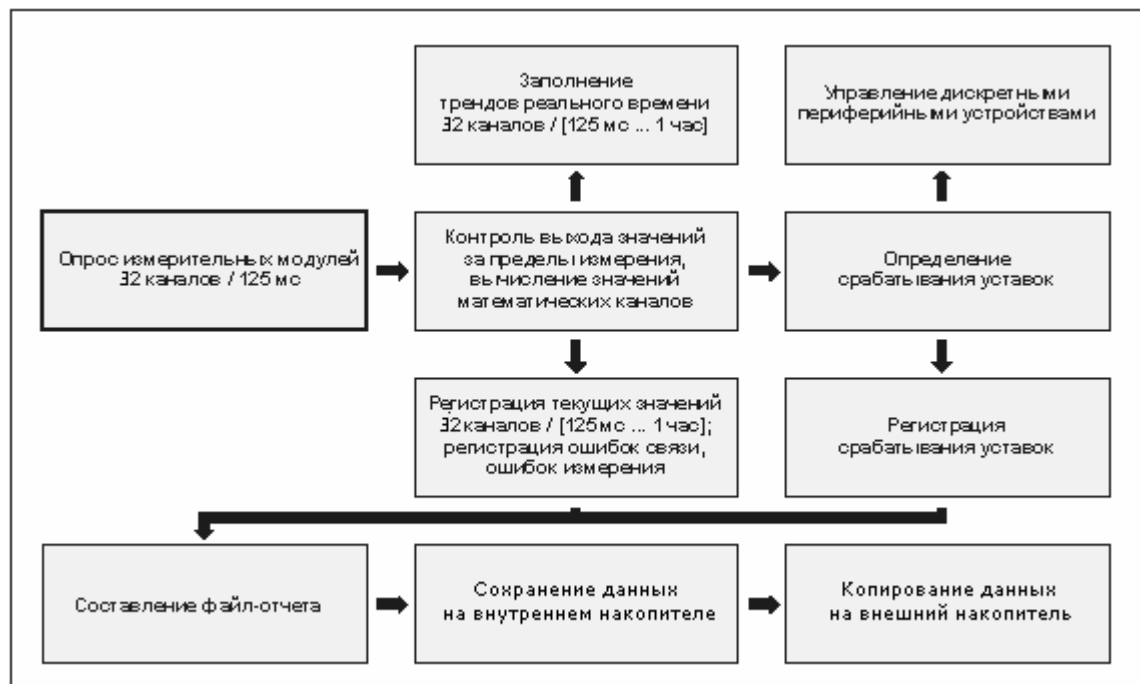 Заполнение
трендов реального времени
32 каналов / [125 мс ... 1 час]
Управление дискретными
периферийными устройствами
Опрос измерительных модулей
32 каналов / 125 мс
Контроль выхода значений
за пределы измерения,
вычисление значений
математических каналов
Определение
срабатывания уставок
Регистрация текущих значений
32 каналов / [125 мс ... 1 час];
регистрация ошибок связи,
ошибок измерения
Регистрация
срабатывания уставок
Составление файл-отчета
Сохранение данных
на внутреннем накопителе
Копирование данных
на внешний накопитель